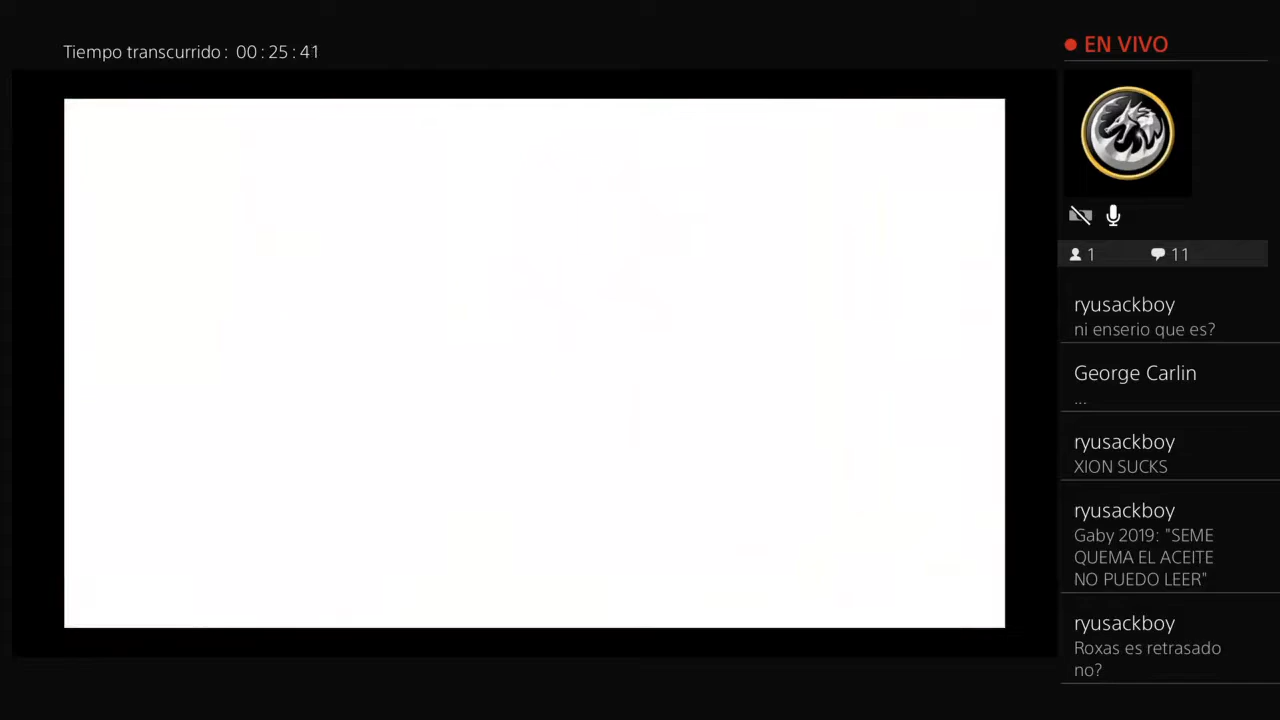 Tiempo transcurrido: 00:25:41
EN VIVO
1
11
ryusackboy
ni enserio que es?
George Carlin
...
ryusackboy
XION SUCKS
ryusackboy
Gaby 2019: "SEME
QUEMA EL ACEITE
NO PUEDO LEER"
ryusackboy
Roxas es retrasado
no?